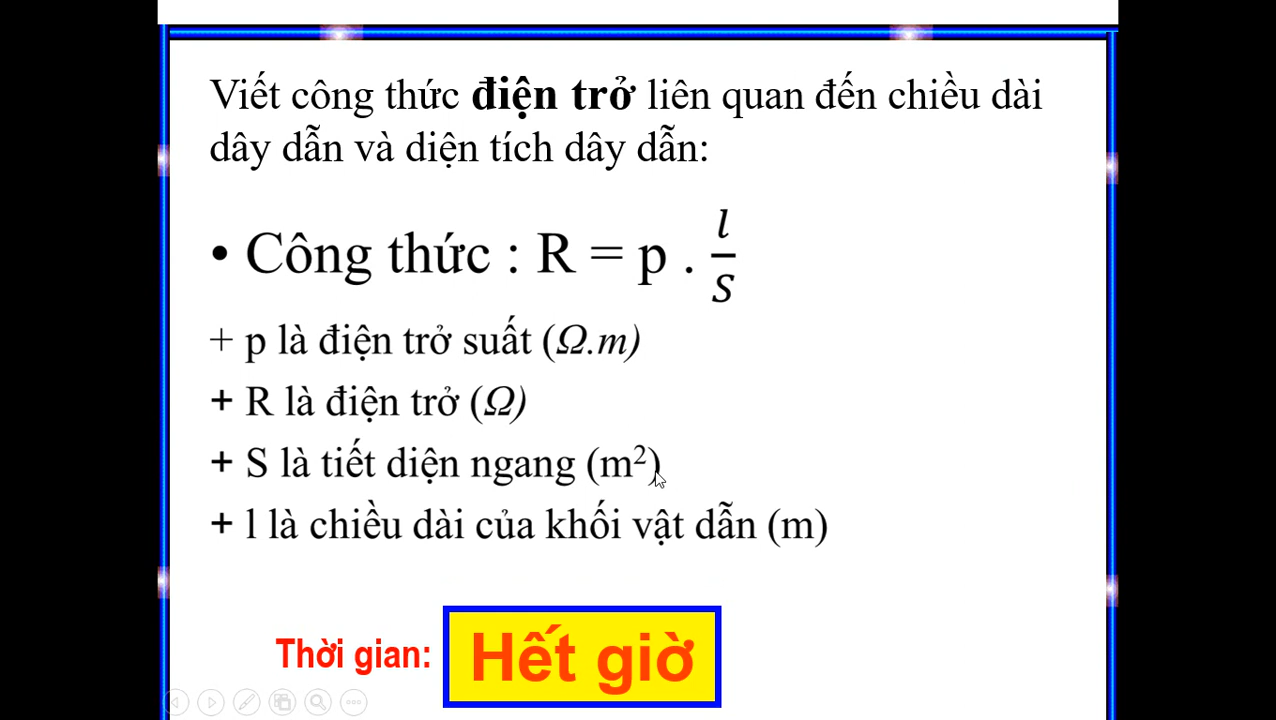 Viết công thức điện trở liên quan đến chiều dài
dây dẫn và diện tích dây dẫn:
• Công thức : R = p . l/S
+ p là điện trở suất (Ω.m)
+ R là điện trở (Ω)
+ S là tiết diện ngang (m²)
+ l là chiều dài của khối vật dẫn (m)
Thời gian: Hết giờ